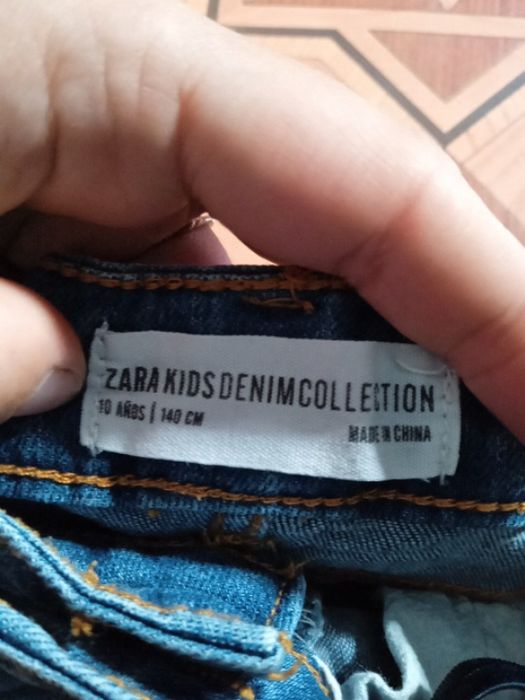 ZARA KIDS DENIM COLLECTION
10 AÑOS | 140 CM
MADE IN CHINA